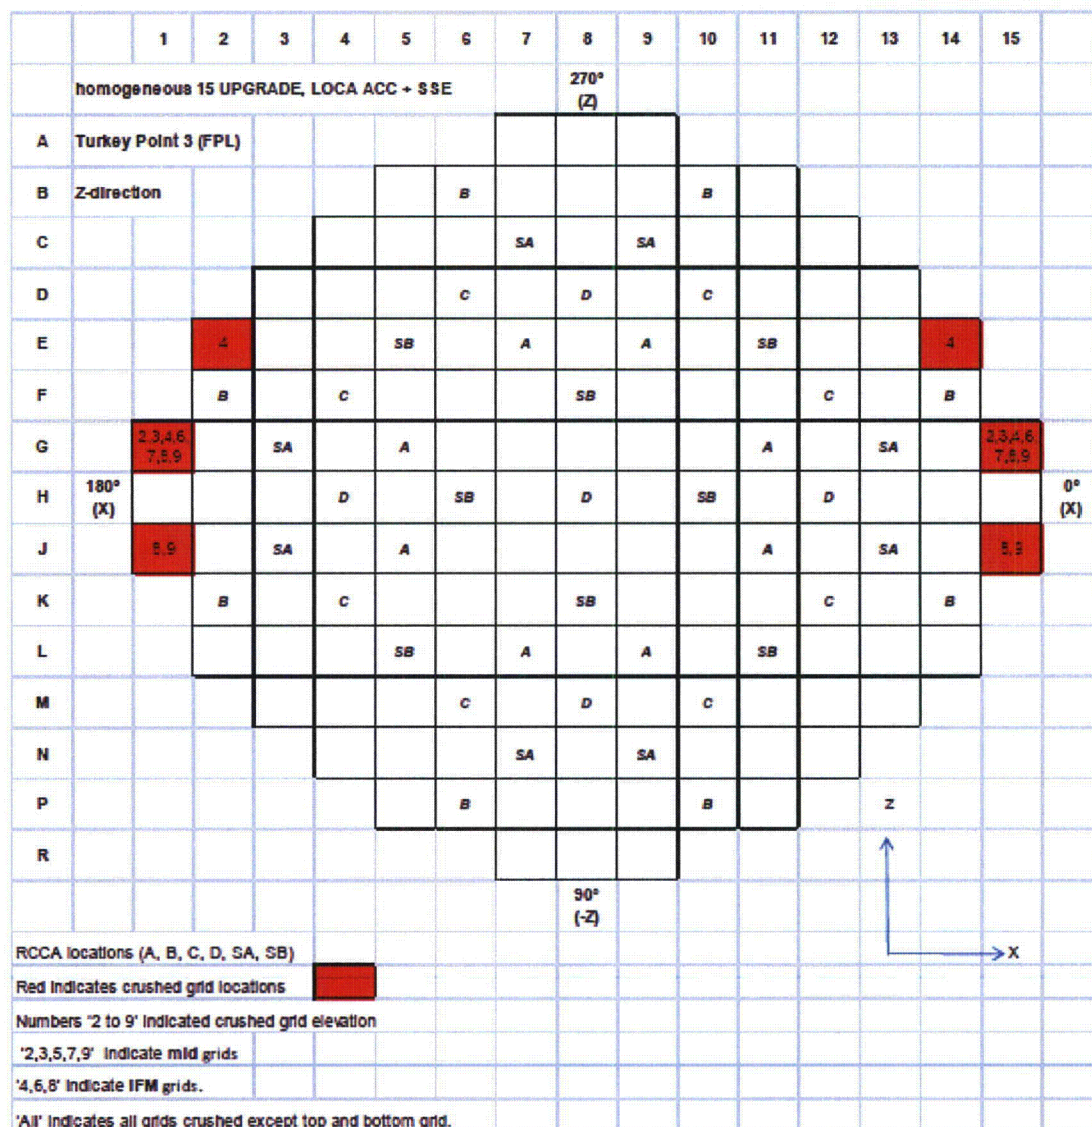 1 2 3 4 5 6 7 8 9 10 11 12 13 14 15
homogeneous 15 UPGRADE, LOCA ACC + SSE
270°
(Z)
A Turkey Point 3 (FPL)
B Z-direction B B
C SA SA
D C D C
E 4 SB A A SB 4
F B C SB C B
G 2,3,4,6, SA A A SA 2,3,4,6,
7,8,9 7,8,9
H 180° D SB D SB D 0°
(X) (X)
J 8,9 SA A A SA 8,9
K B C SB C B
L SB A A SB
M C D C
N SA SA
P B B Z
R
90°
(-Z)
X
RCCA locations (A, B, C, D, SA, SB)
Red indicates crushed grid locations
Numbers '2 to 9' indicated crushed grid elevation
'2,3,5,7,9' indicate mid grids
'4,6,8' indicate IFM grids.
'All' indicates all grids crushed except top and bottom grid.